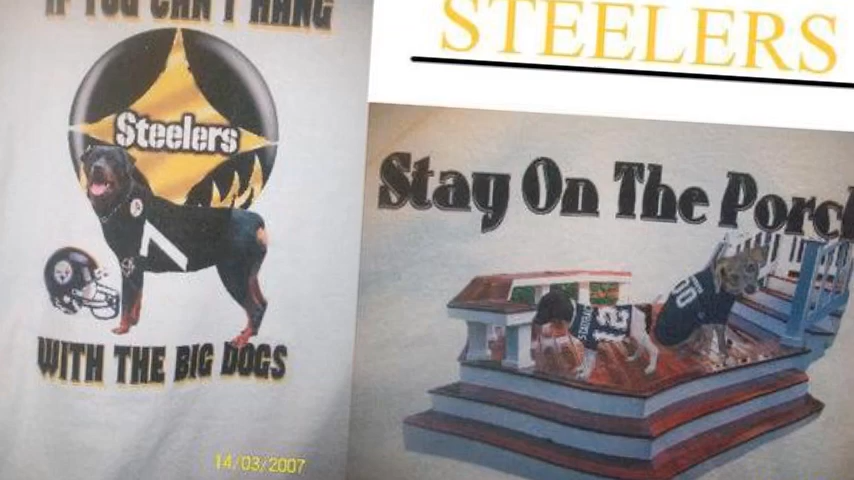 IF YOU CAN'T HANG
Steelers
7
WITH THE BIG DOGS
14/03/2007
STEELERS
Stay On The Porch
12
00